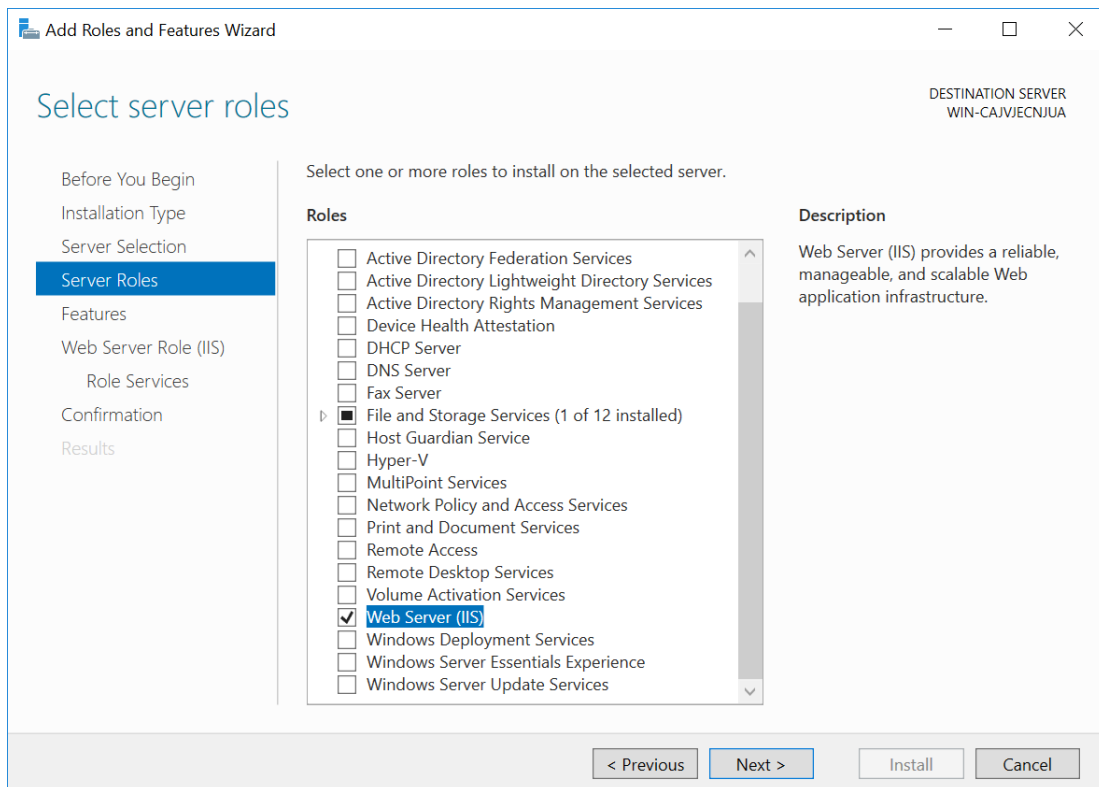 Add Roles and Features Wizard
Select server roles
DESTINATION SERVER
WIN-CAJVJECNJUA
Before You Begin
Installation Type
Server Selection
Server Roles
Features
Web Server Role (IIS)
Role Services
Confirmation
Results
Select one or more roles to install on the selected server.
Roles
Active Directory Federation Services
Active Directory Lightweight Directory Services
Active Directory Rights Management Services
Device Health Attestation
DHCP Server
DNS Server
Fax Server
File and Storage Services (1 of 12 installed)
Host Guardian Service
Hyper-V
MultiPoint Services
Network Policy and Access Services
Print and Document Services
Remote Access
Remote Desktop Services
Volume Activation Services
Web Server (IIS)
Windows Deployment Services
Windows Server Essentials Experience
Windows Server Update Services
Description
Web Server (IIS) provides a reliable,
manageable, and scalable Web
application infrastructure.
< Previous
Next >
Install
Cancel